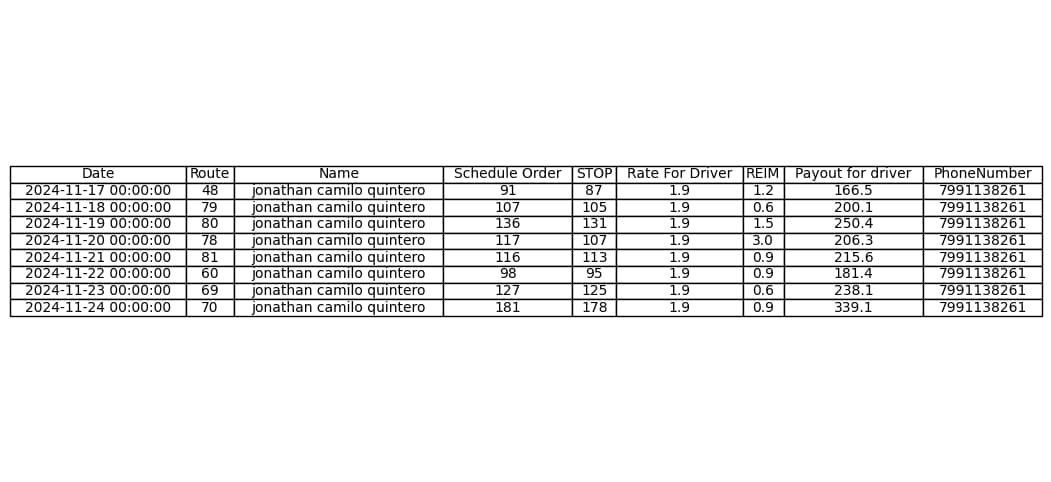 Date Route Name Schedule Order STOP Rate For Driver REIM Payout for driver PhoneNumber
2024-11-17 00:00:00 48 jonathan camilo quintero 91 87 1.9 1.2 166.5 7991138261
2024-11-18 00:00:00 79 jonathan camilo quintero 107 105 1.9 0.6 200.1 7991138261
2024-11-19 00:00:00 80 jonathan camilo quintero 136 131 1.9 1.5 250.4 7991138261
2024-11-20 00:00:00 78 jonathan camilo quintero 117 107 1.9 3.0 206.3 7991138261
2024-11-21 00:00:00 81 jonathan camilo quintero 116 113 1.9 0.9 215.6 7991138261
2024-11-22 00:00:00 60 jonathan camilo quintero 98 95 1.9 0.9 181.4 7991138261
2024-11-23 00:00:00 69 jonathan camilo quintero 127 125 1.9 0.6 238.1 7991138261
2024-11-24 00:00:00 70 jonathan camilo quintero 181 178 1.9 0.9 339.1 7991138261